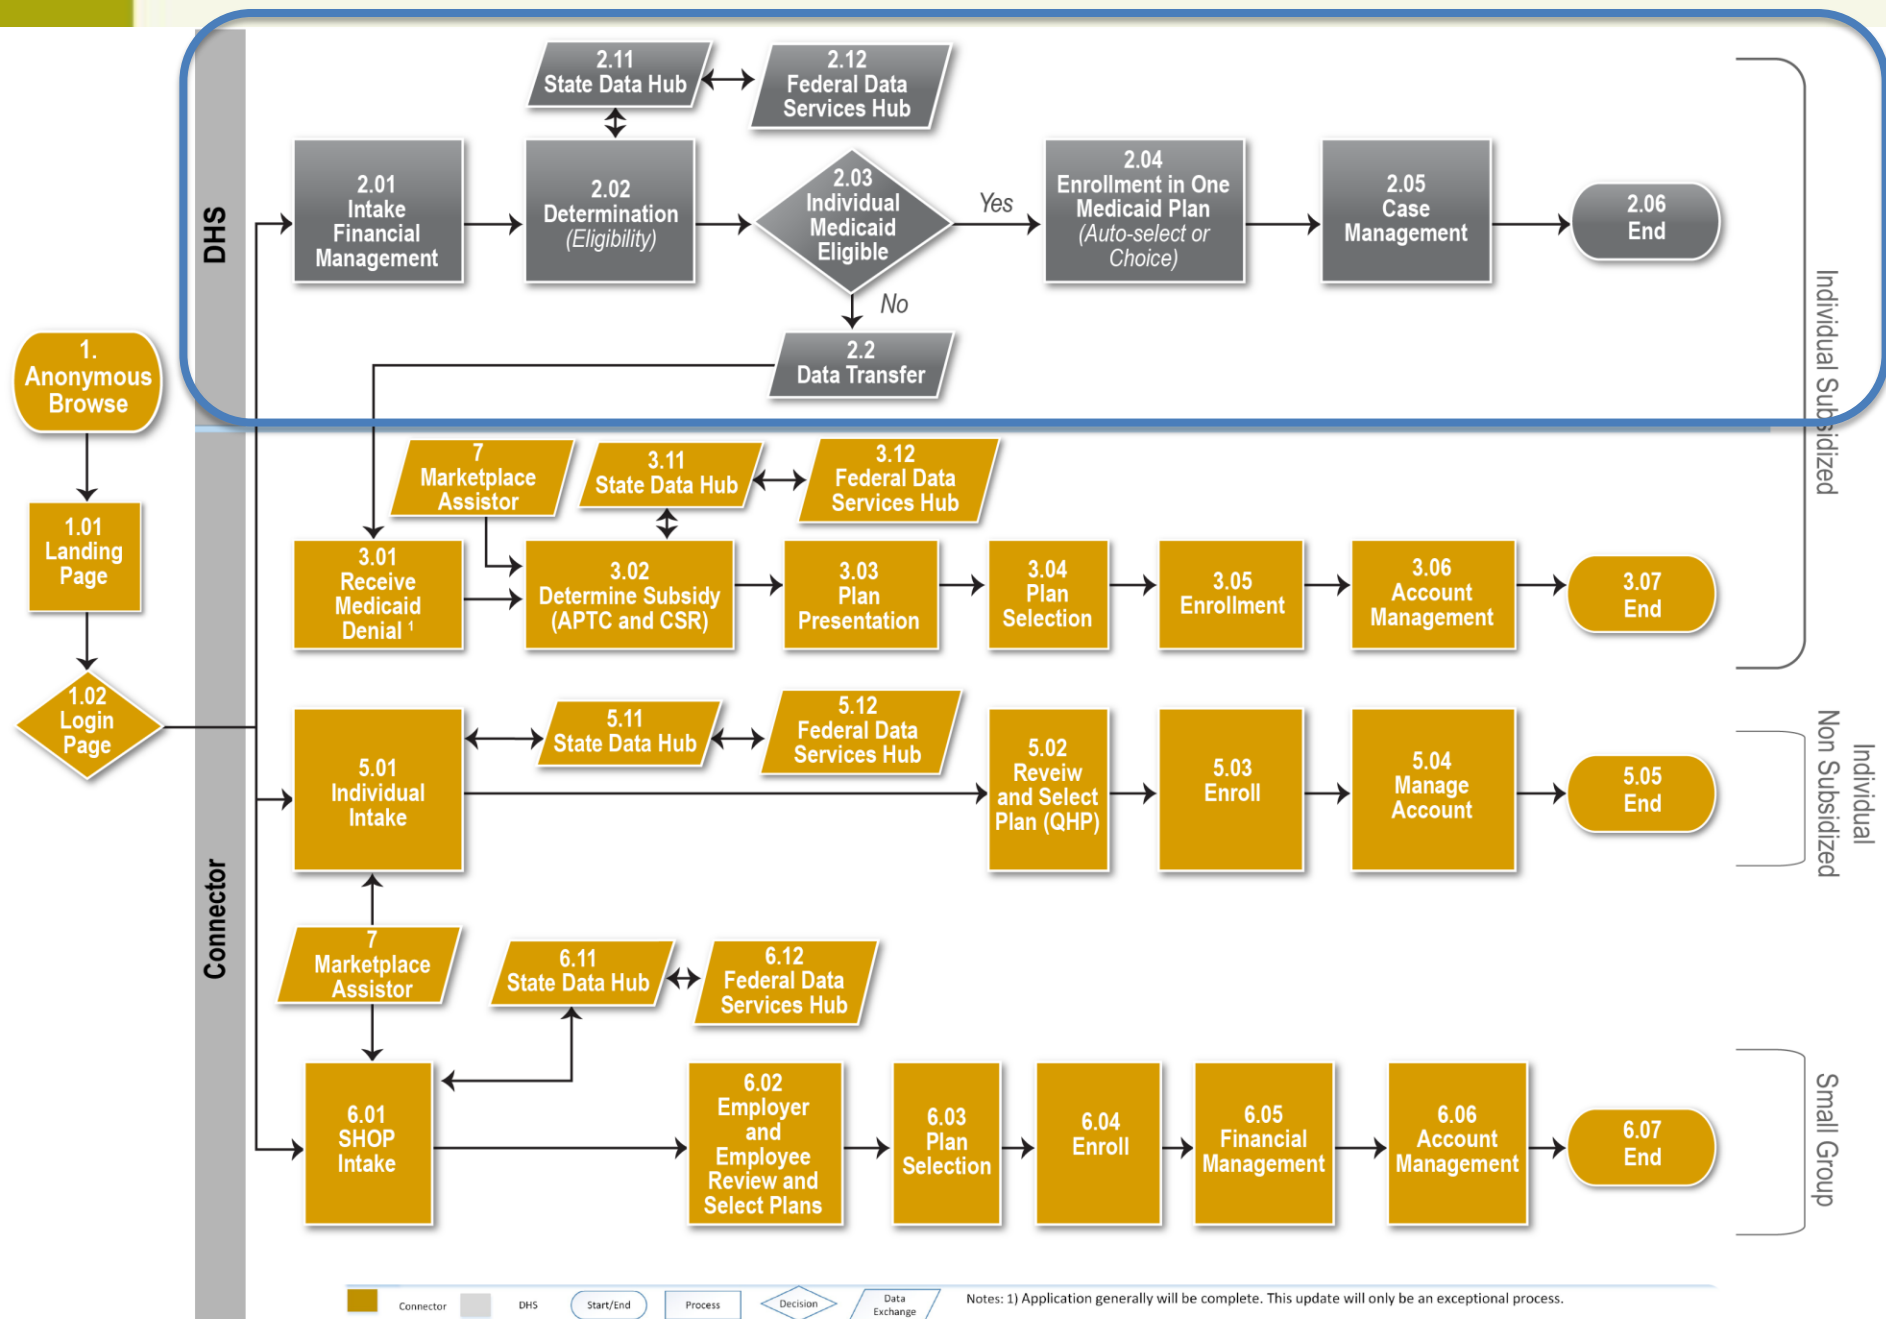 DHS
2.11
State Data Hub
2.12
Federal Data
Services Hub
2.01
Intake
Financial
Management
2.02
Determination
(Eligibility)
2.03
Individual
Medicaid
Eligible
Yes
No
2.04
Enrollment in One
Medicaid Plan
(Auto-select or
Choice)
2.05
Case
Management
2.06
End
2.2
Data Transfer
Individual Subsidized
1.
Anonymous
Browse
1.01
Landing
Page
1.02
Login
Page
Connector
7
Marketplace
Assistor
3.11
State Data Hub
3.12
Federal Data
Services Hub
3.01
Receive
Medicaid
Denial 1
3.02
Determine Subsidy
(APTC and CSR)
3.03
Plan
Presentation
3.04
Plan
Selection
3.05
Enrollment
3.06
Account
Management
3.07
End
5.11
State Data Hub
5.12
Federal Data
Services Hub
5.01
Individual
Intake
5.02
Reveiw
and Select
Plan (QHP)
5.03
Enroll
5.04
Manage
Account
5.05
End
Individual
Non Subsidized
7
Marketplace
Assistor
6.11
State Data Hub
6.12
Federal Data
Services Hub
6.01
SHOP
Intake
6.02
Employer
and
Employee
Review and
Select Plans
6.03
Plan
Selection
6.04
Enroll
6.05
Financial
Management
6.06
Account
Management
6.07
End
Small Group
Connector
DHS
Start/End
Process
Decision
Data
Exchange
Notes: 1) Application generally will be complete. This update will only be an exceptional process.